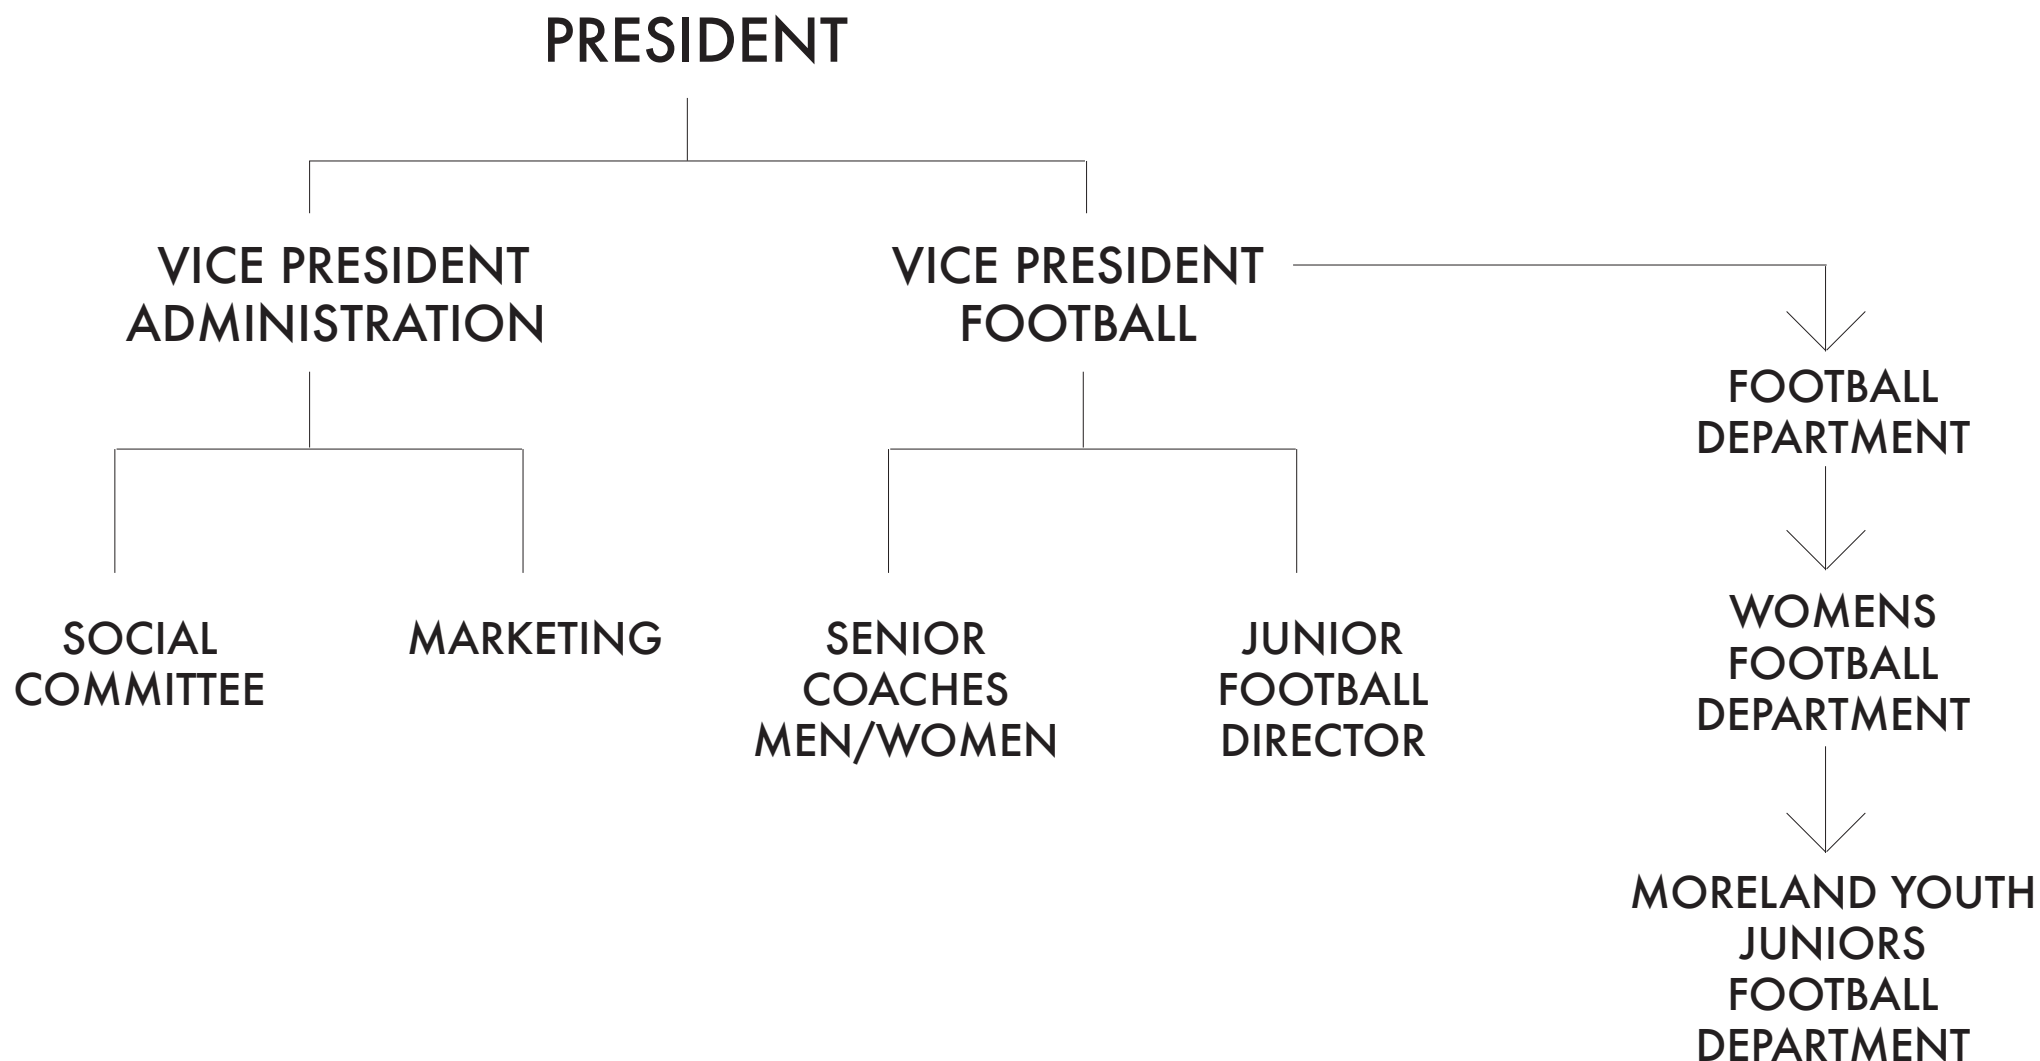 PRESIDENT
VICE PRESIDENT
ADMINISTRATION
VICE PRESIDENT
FOOTBALL
FOOTBALL
DEPARTMENT
SOCIAL
COMMITTEE
MARKETING
SENIOR
COACHES
MEN/WOMEN
JUNIOR
FOOTBALL
DIRECTOR
WOMENS
FOOTBALL
DEPARTMENT
MORELAND YOUTH
JUNIORS
FOOTBALL
DEPARTMENT